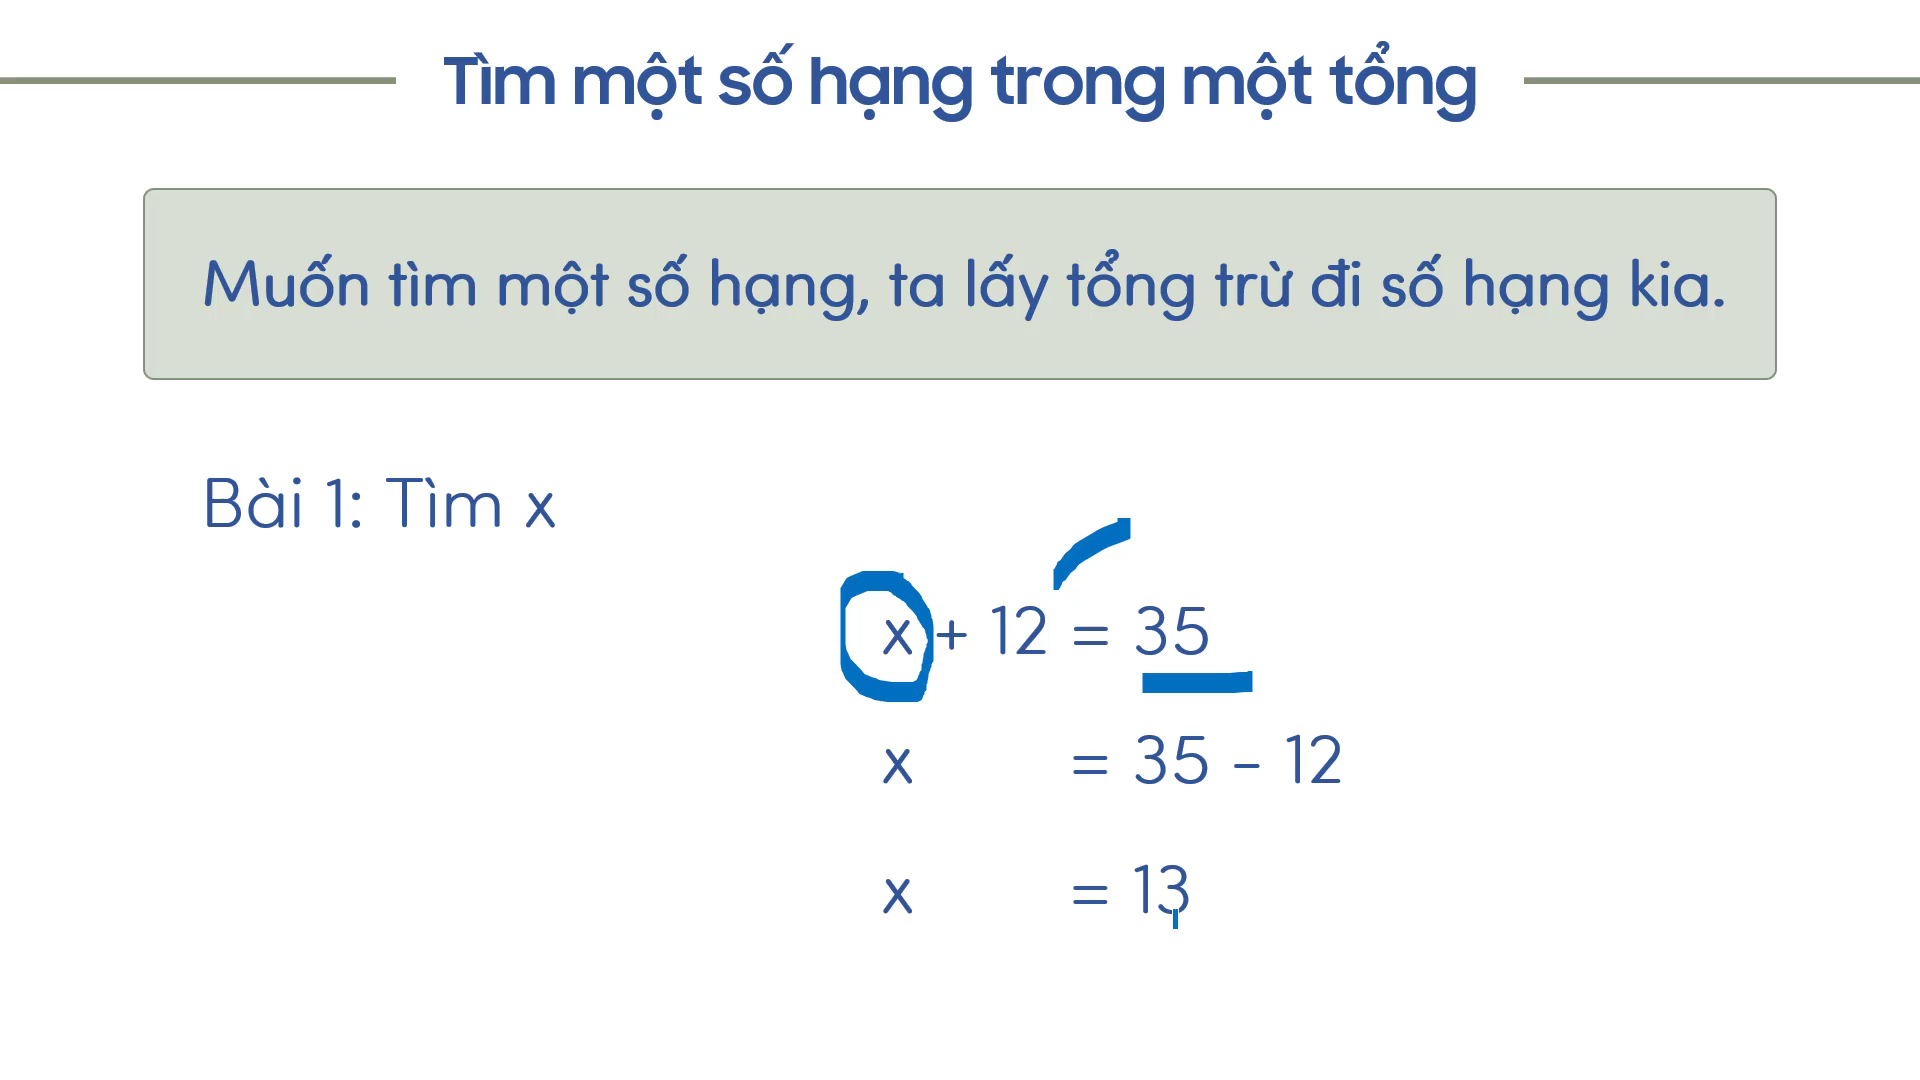 Tìm một số hạng trong một tổng
Muốn tìm một số hạng, ta lấy tổng trừ đi số hạng kia.
Bài 1: Tìm x
x + 12 = 35
x = 35 - 12
x = 13